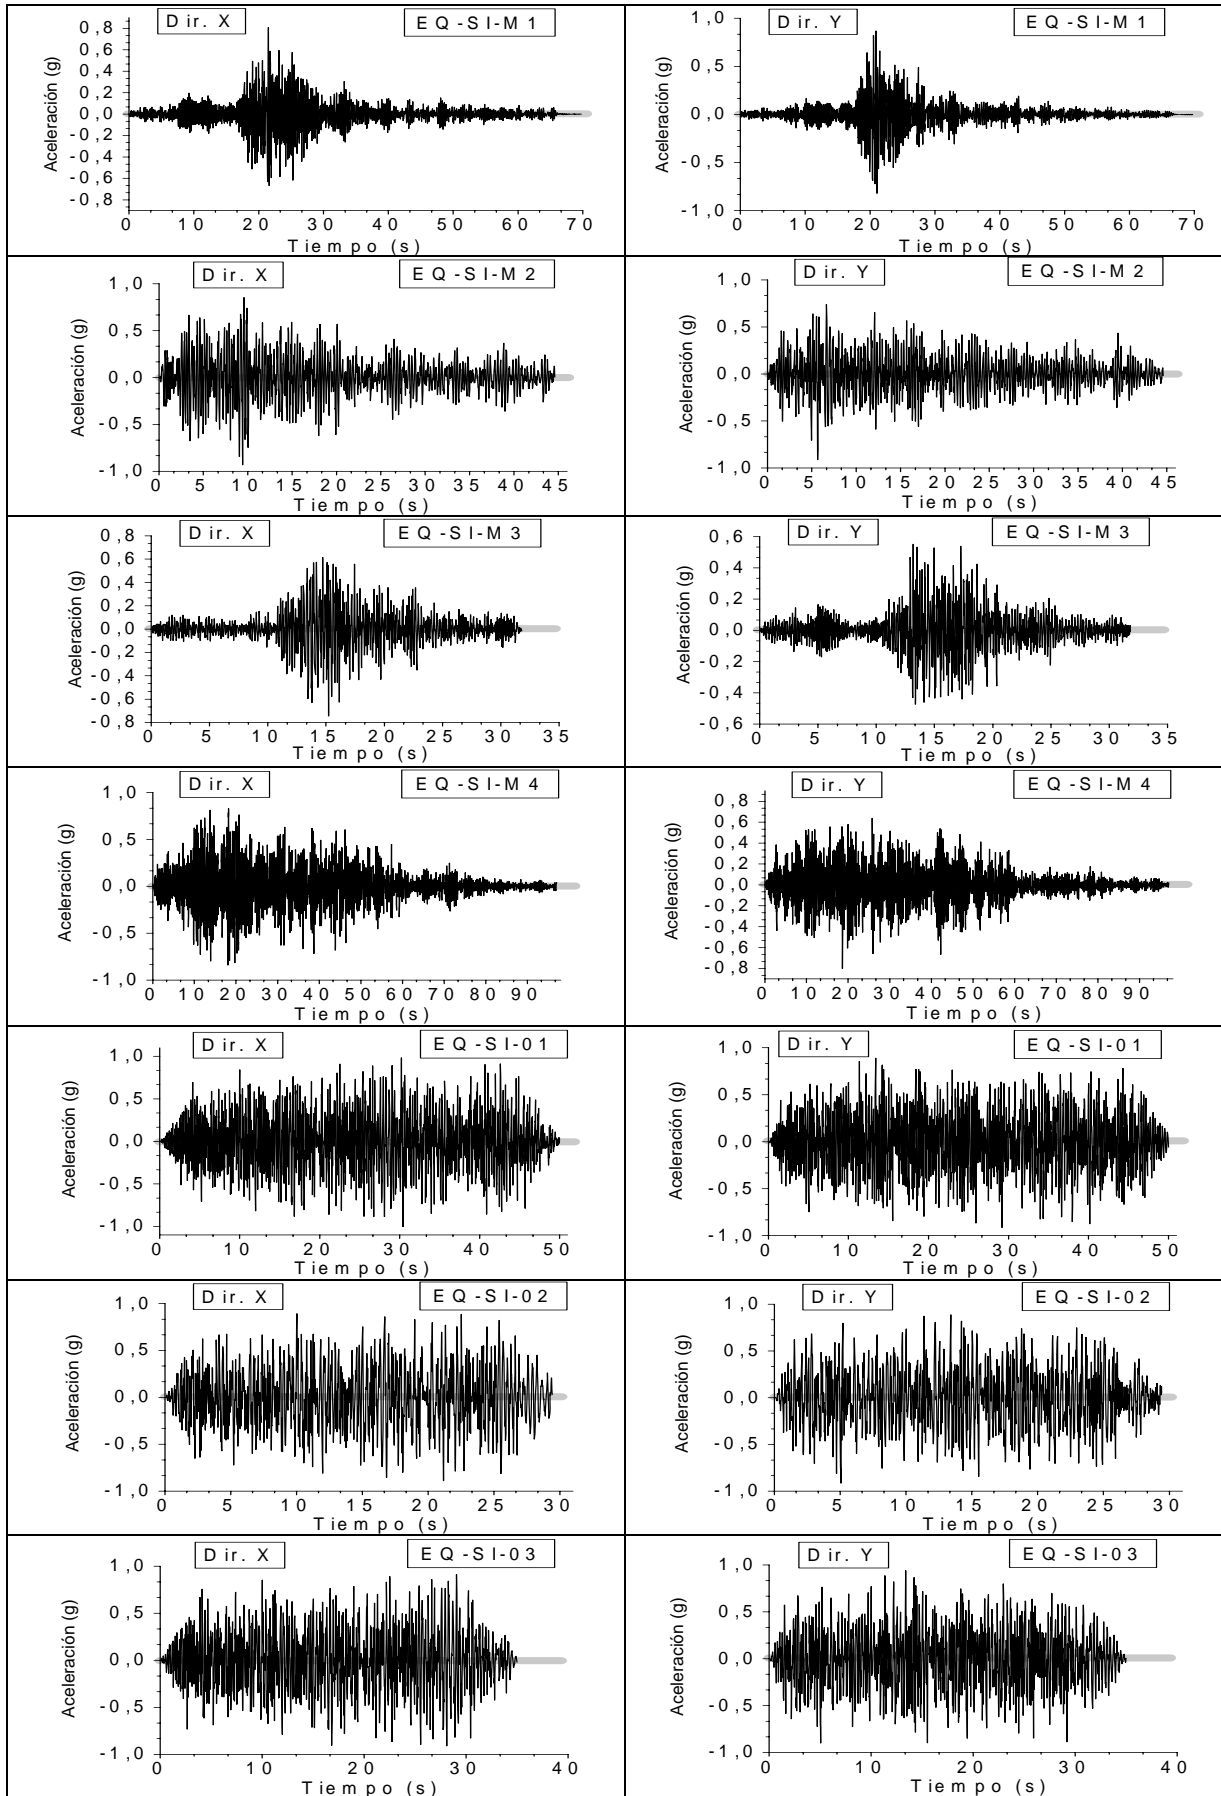 Dir. X
EQ-SI-M1
Aceleración (g)
0,8
0,6
0,4
0,2
0,0
-0,2
-0,4
-0,6
-0,8
0 10 20 30 40 50 60 70
Tiempo (s)
Dir. Y
EQ-SI-M1
Aceleración (g)
1,0
0,5
0,0
-0,5
-1,0
0 10 20 30 40 50 60 70
Tiempo (s)
Dir. X
EQ-SI-M2
Aceleración (g)
1,0
0,5
0,0
-0,5
-1,0
0 5 10 15 20 25 30 35 40 45
Tiempo (s)
Dir. Y
EQ-SI-M2
Aceleración (g)
1,0
0,5
0,0
-0,5
-1,0
0 5 10 15 20 25 30 35 40 45
Tiempo (s)
Dir. X
EQ-SI-M3
Aceleración (g)
0,8
0,6
0,4
0,2
0,0
-0,2
-0,4
-0,6
-0,8
0 5 10 15 20 25 30 35
Tiempo (s)
Dir. Y
EQ-SI-M3
Aceleración (g)
0,6
0,4
0,2
0,0
-0,2
-0,4
-0,6
0 5 10 15 20 25 30 35
Tiempo (s)
Dir. X
EQ-SI-M4
Aceleración (g)
1,0
0,5
0,0
-0,5
-1,0
0 10 20 30 40 50 60 70 80 90
Tiempo (s)
Dir. Y
EQ-SI-M4
Aceleración (g)
0,8
0,6
0,4
0,2
0,0
-0,2
-0,4
-0,6
-0,8
0 10 20 30 40 50 60 70 80 90
Tiempo (s)
Dir. X
EQ-SI-01
Aceleración (g)
1,0
0,5
0,0
-0,5
-1,0
0 10 20 30 40 50
Tiempo (s)
Dir. Y
EQ-SI-01
Aceleración (g)
1,0
0,5
0,0
-0,5
-1,0
0 10 20 30 40 50
Tiempo (s)
Dir. X
EQ-SI-02
Aceleración (g)
1,0
0,5
0,0
-0,5
-1,0
0 5 10 15 20 25 30
Tiempo (s)
Dir. Y
EQ-SI-02
Aceleración (g)
1,0
0,5
0,0
-0,5
-1,0
0 5 10 15 20 25 30
Tiempo (s)
Dir. X
EQ-SI-03
Aceleración (g)
1,0
0,5
0,0
-0,5
-1,0
0 10 20 30 40
Tiempo (s)
Dir. Y
EQ-SI-03
Aceleración (g)
1,0
0,5
0,0
-0,5
-1,0
0 10 20 30 40
Tiempo (s)